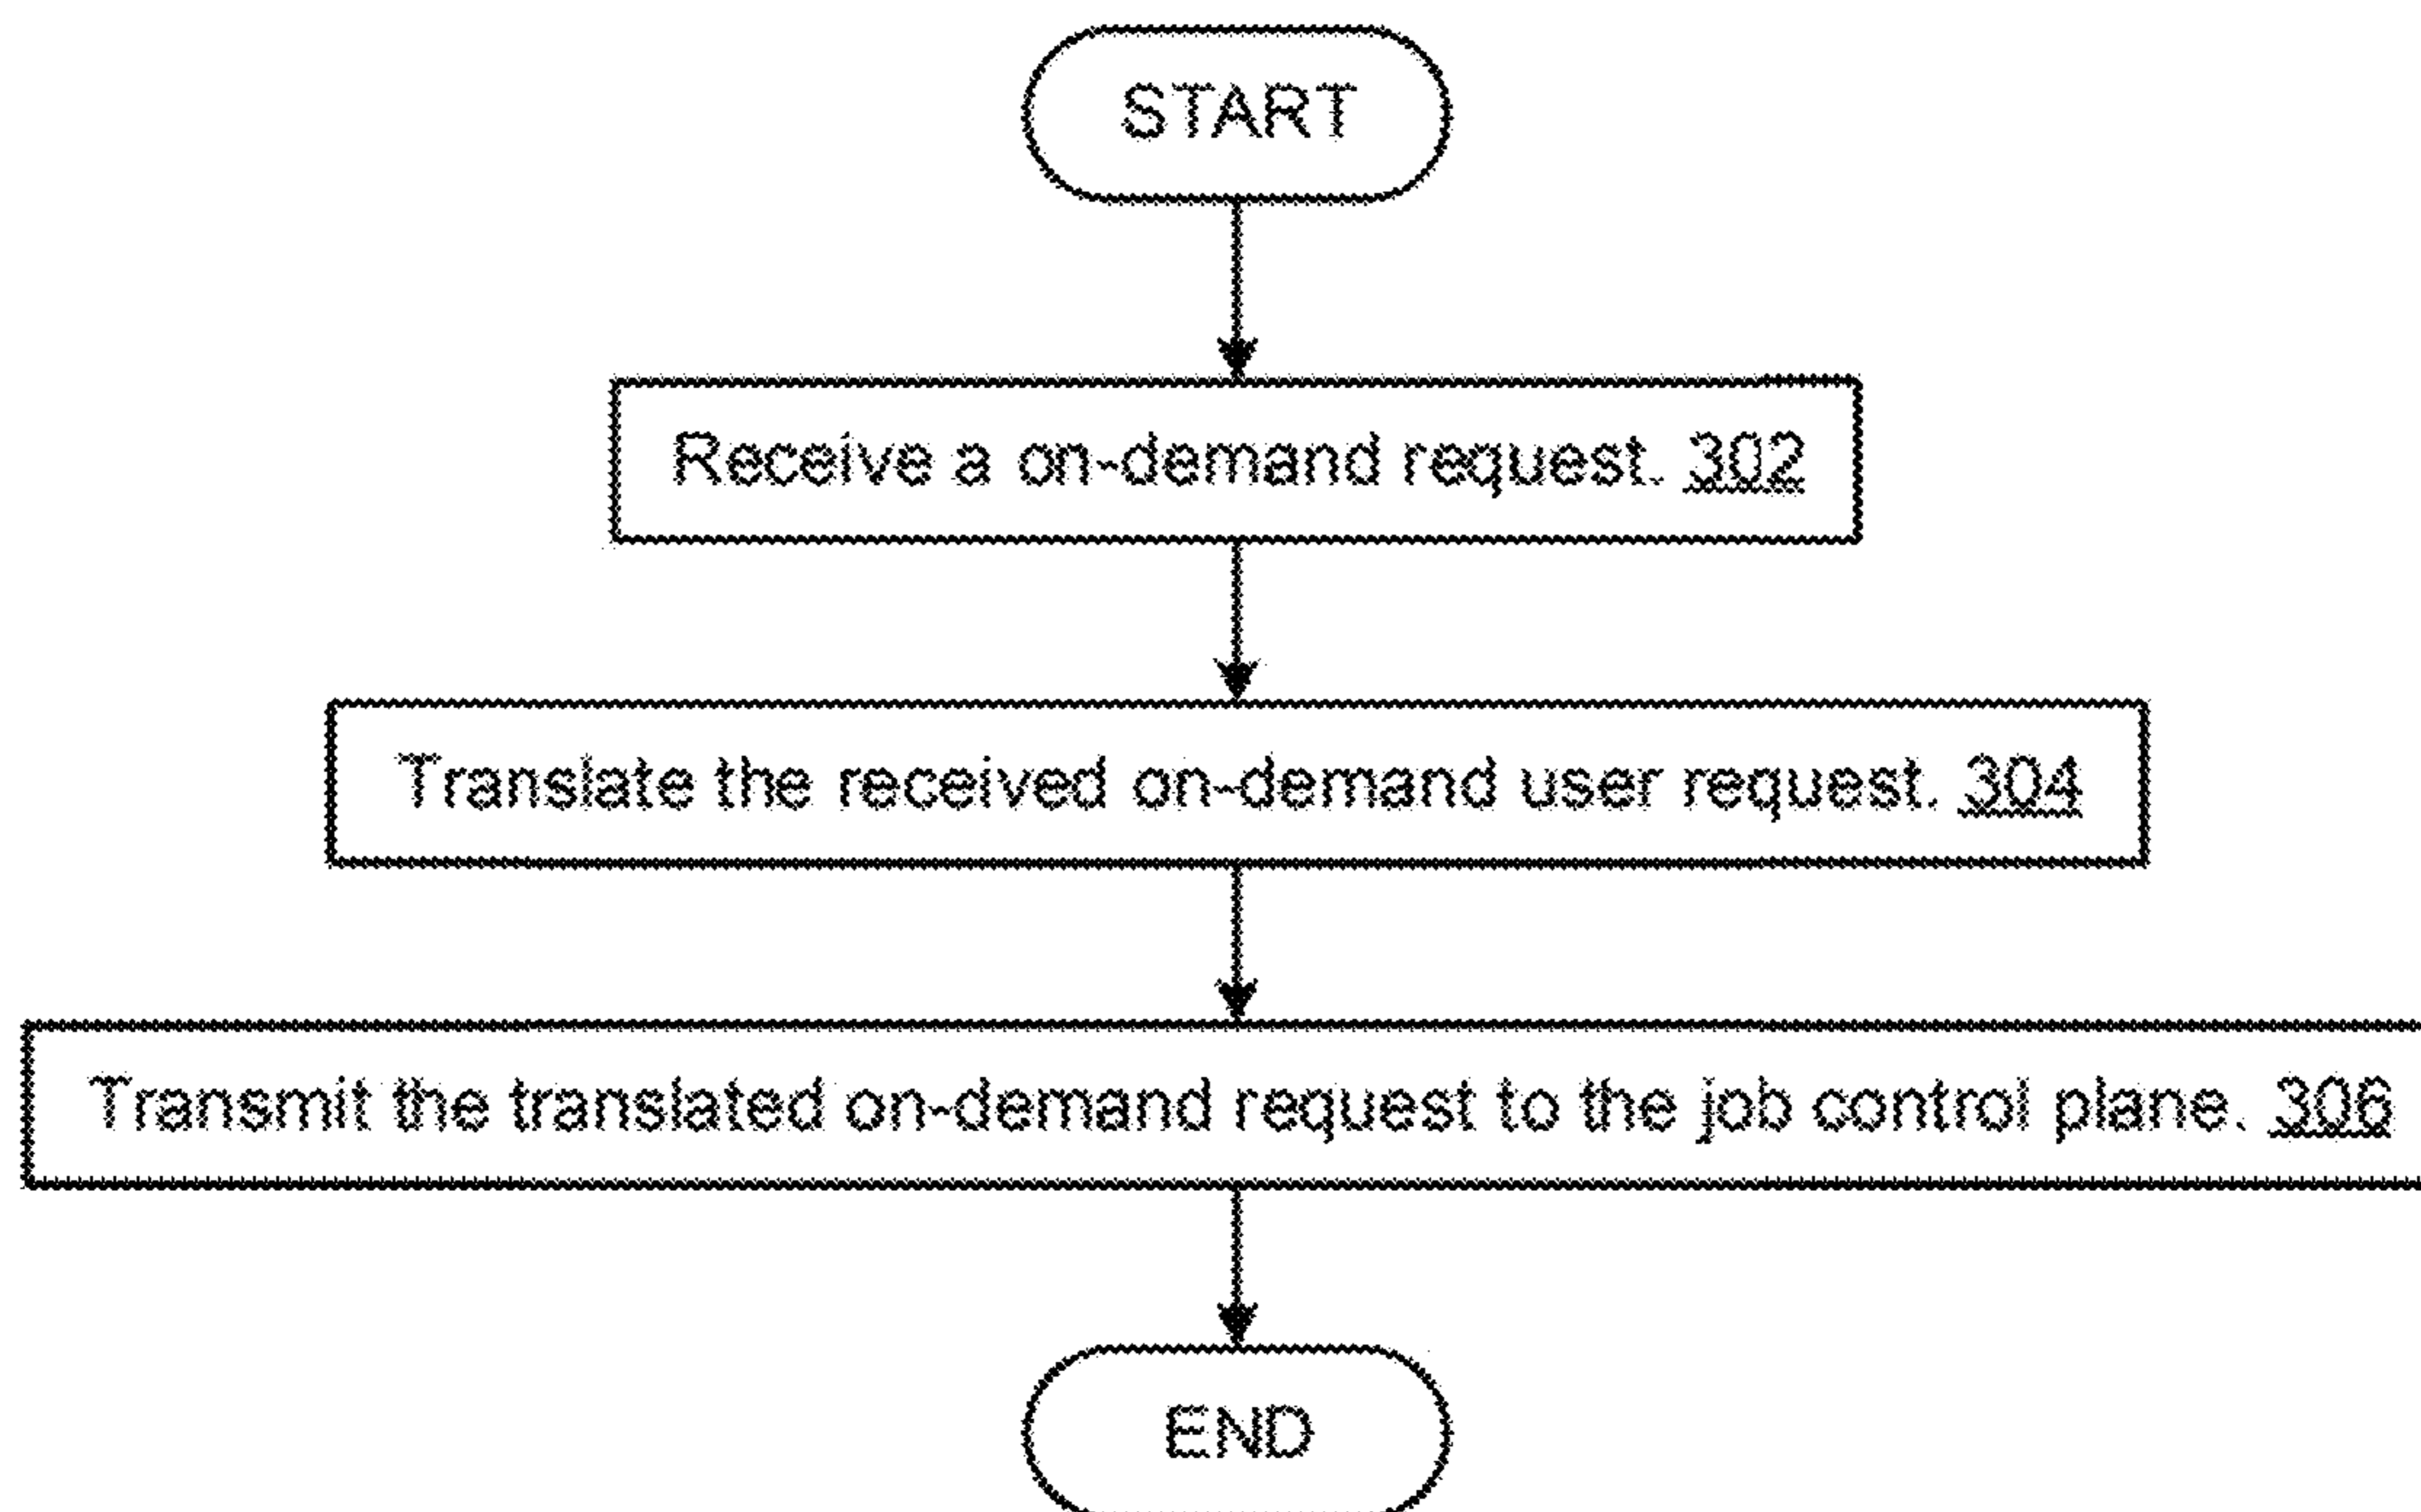 START
Receive a on-demand request. 302
Translate the received on-demand user request. 304
Transmit the translated on-demand request to the job control plane. 306
END